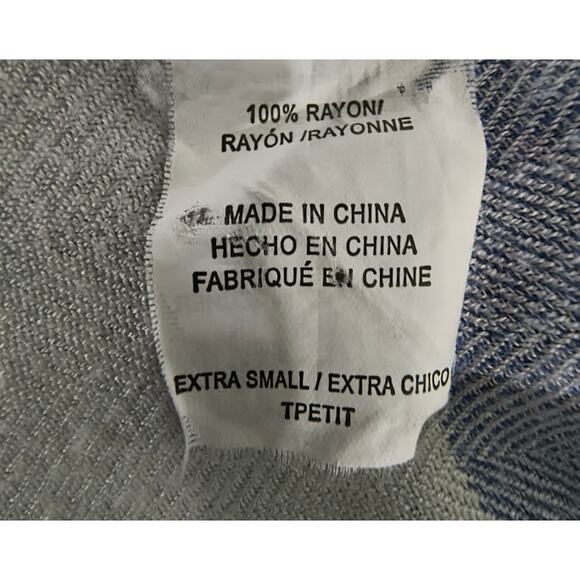 100% RAYON/
RAYÓN /RAYONNE
MADE IN CHINA
HECHO EN CHINA
FABRIQUÉ EN CHINE
EXTRA SMALL / EXTRA CHICO
TPETIT